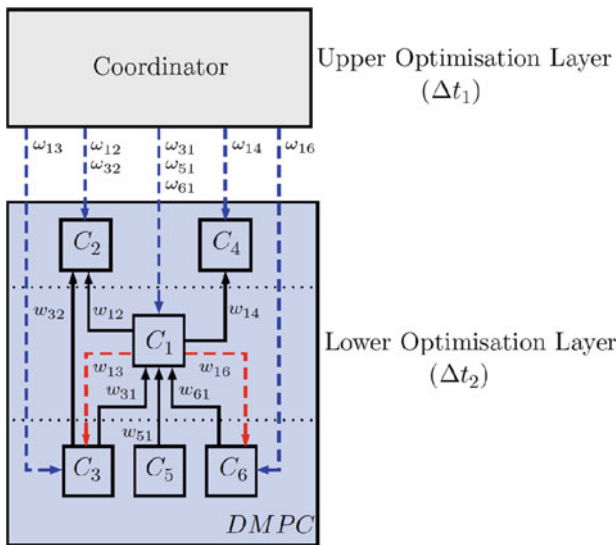 Coordinator
Upper Optimisation Layer
(Δt₁)
ω₁₃
ω₁₂
ω₃₂
ω₃₁
ω₅₁
ω₆₁
ω₁₄
ω₁₆
C₂
C₄
w₃₂
w₁₂
w₁₄
C₁
Lower Optimisation Layer
(Δt₂)
w₁₃
w₁₆
w₃₁
w₆₁
w₅₁
C₃
C₅
C₆
DMPC